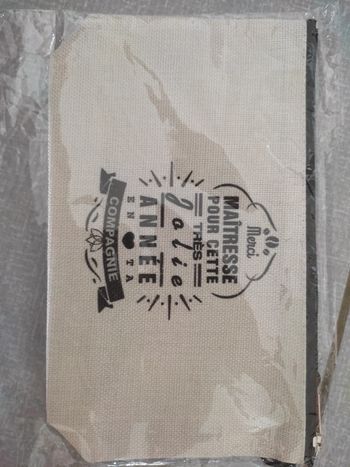 Merci
MAÎTRESSE
POUR CETTE
TRÈS
Jolie
ANNÉE
EN TA
COMPAGNIE